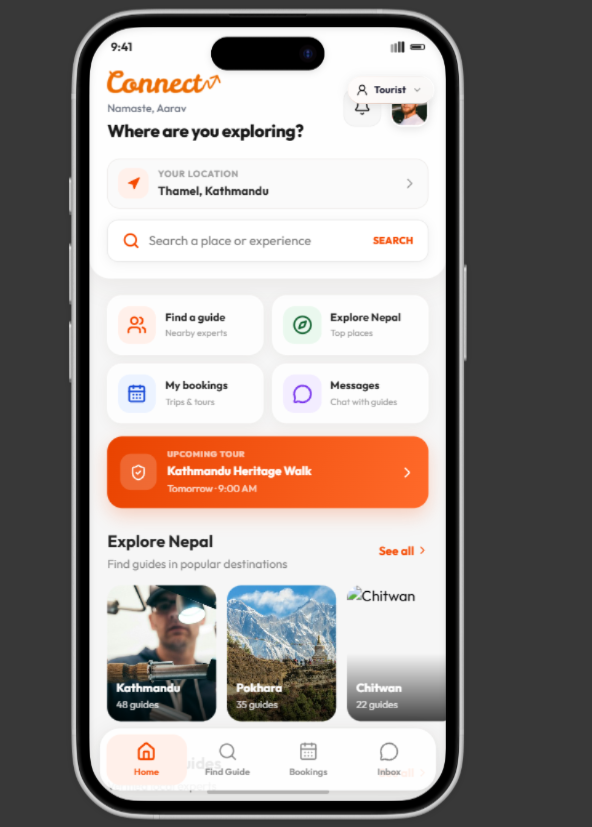 9:41
Connect
Tourist
Namaste, Aarav
Where are you exploring?
YOUR LOCATION
Thamel, Kathmandu
Search a place or experience
SEARCH
Find a guide
Nearby experts
Explore Nepal
Top places
My bookings
Trips & tours
Messages
Chat with guides
UPCOMING TOUR
Kathmandu Heritage Walk
Tomorrow · 9:00 AM
Explore Nepal
See all
Find guides in popular destinations
Chitwan
Kathmandu
48 guides
Pokhara
35 guides
Chitwan
22 guides
Home
Find Guide
Bookings
Inbox